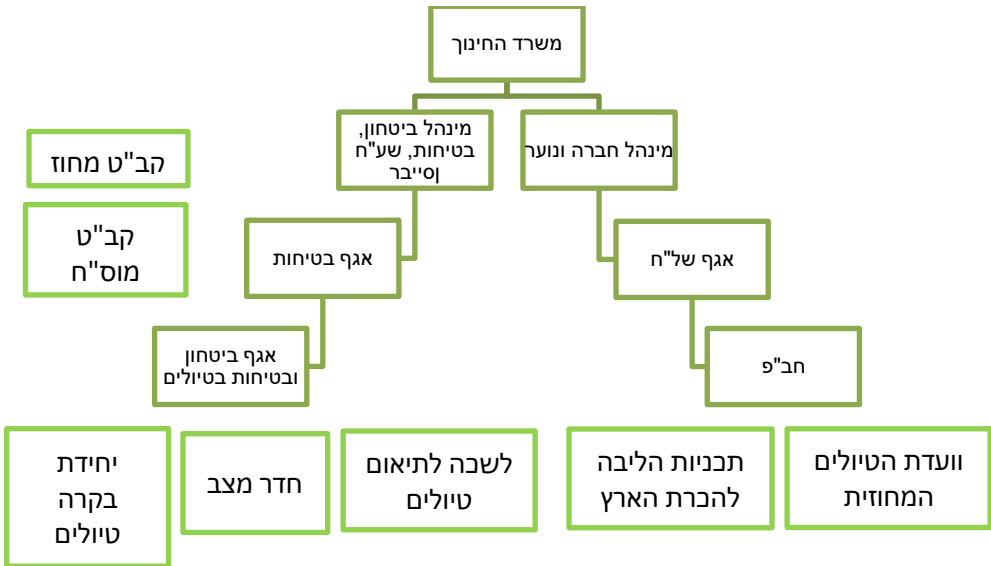 משרד החינוך
מינהל חברה ונוער
מינהל ביטחון,
בטיחות, שע"ח
וסייבר
קב"ט מחוז
קב"ט
מוס"ח
אגף של"ח
אגף בטיחות
חב"פ
אגף ביטחון
ובטיחות בטיולים
וועדת הטיולים
המחוזית
תכניות הליבה
להכרת הארץ
לשכה לתיאום
טיולים
חדר מצב
יחידת
בקרה
טיולים